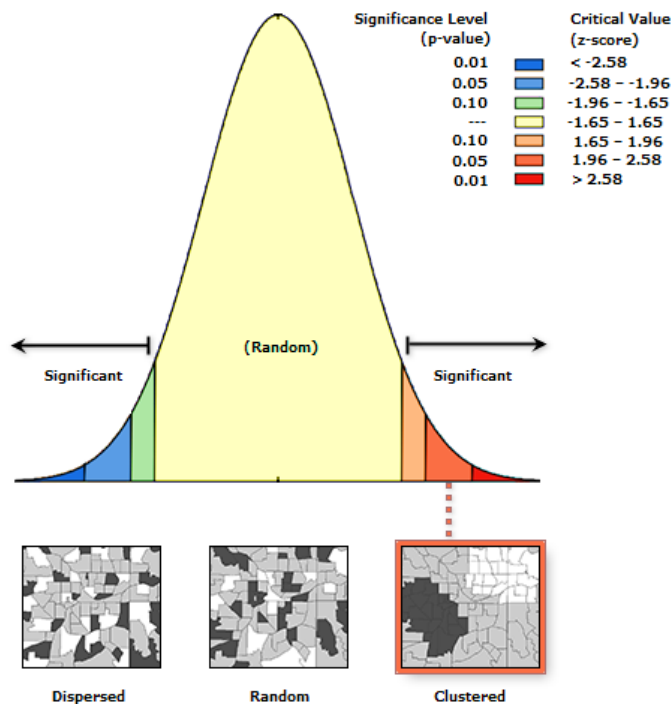 Significance Level Critical Value
(p-value) (z-score)
0.01 < -2.58
0.05 -2.58 – -1.96
0.10 -1.96 – -1.65
--- -1.65 – 1.65
0.10 1.65 – 1.96
0.05 1.96 – 2.58
0.01 > 2.58
(Random)
Significant Significant
Dispersed Random Clustered